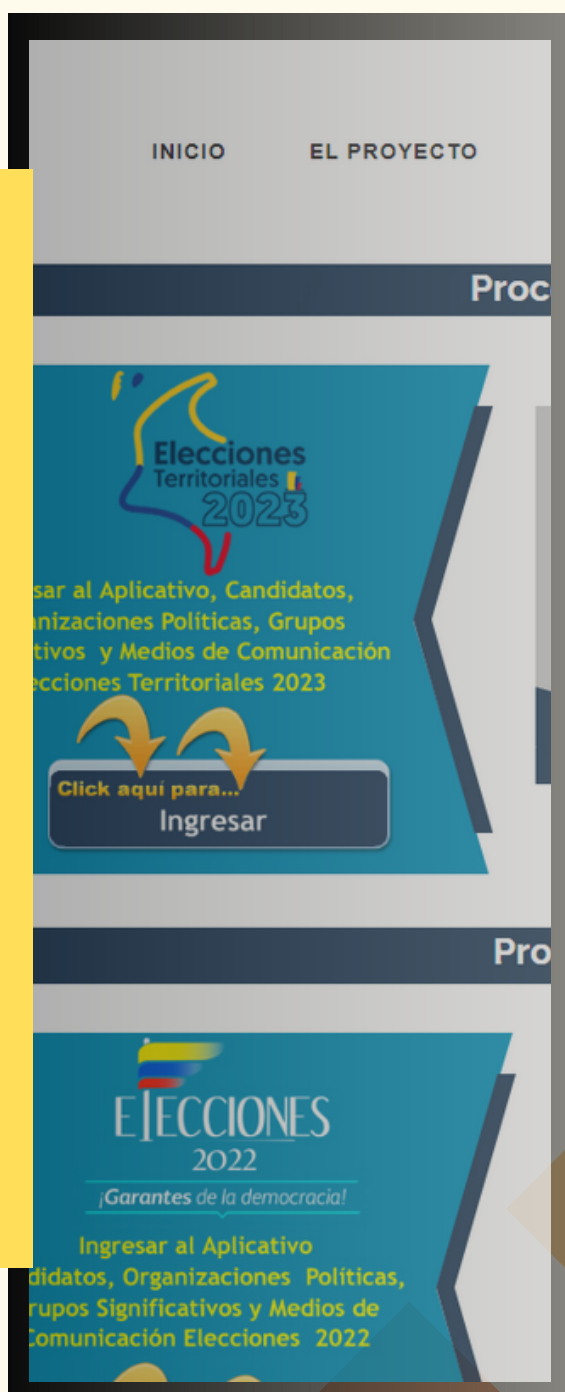 INICIO EL PROYECTO
Proc
Elecciones
Territoriales
2023
sar al Aplicativo, Candidatos,
anizaciones Políticas, Grupos
tivos y Medios de Comunicación
ecciones Territoriales 2023
Click aquí para...
Ingresar
Pro
ELECCIONES
2022
¡Garantes de la democracia!
Ingresar al Aplicativo
didatos, Organizaciones Políticas,
rupos Significativos y Medios de
Comunicación Elecciones 2022